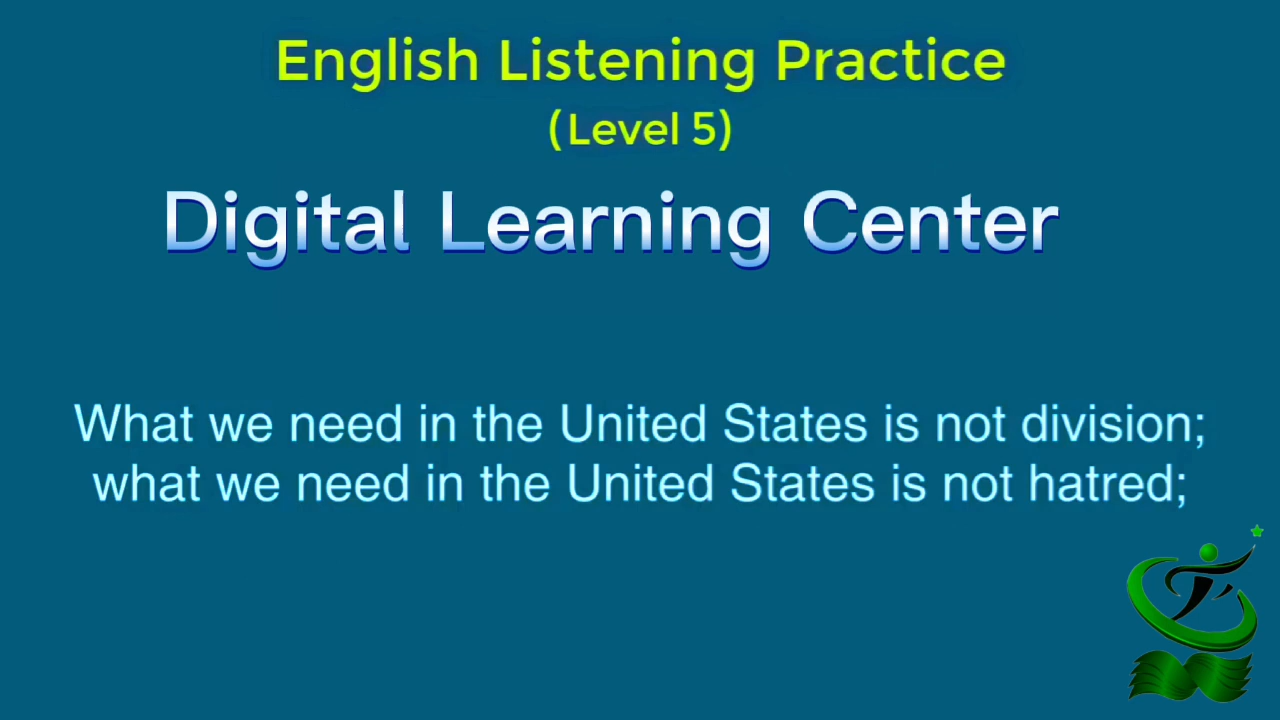 English Listening Practice
(Level 5)
Digital Learning Center
What we need in the United States is not division;
what we need in the United States is not hatred;